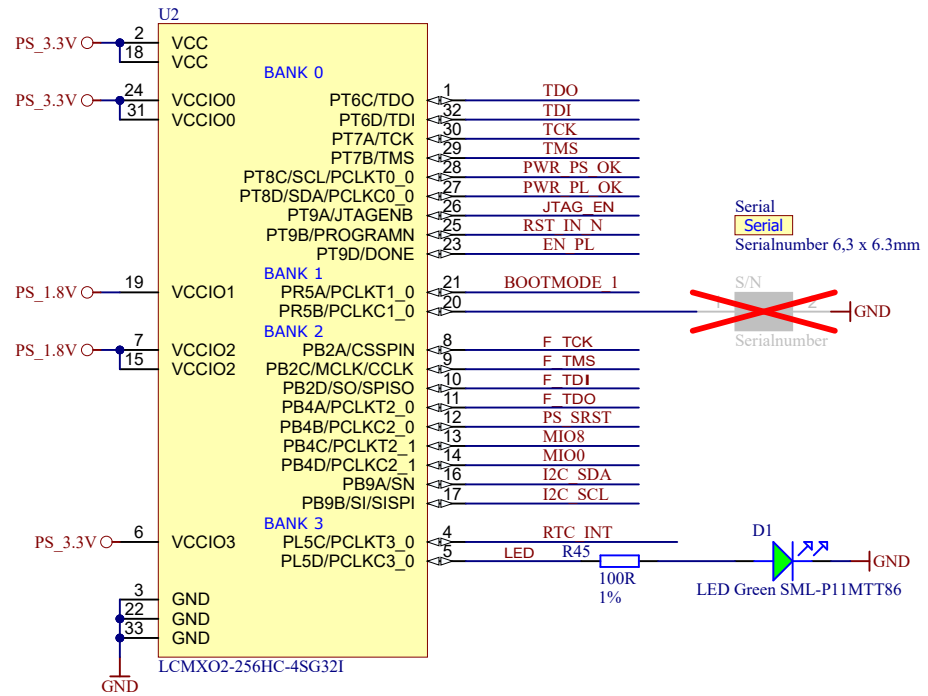 U2
PS_3.3V 2 VCC
18 VCC
BANK 0
PS_3.3V 24 VCCIO0 PT6C/TDO 1 TDO
31 VCCIO0 PT6D/TDI 32 TDI
PT7A/TCK 30 TCK
PT7B/TMS 29 TMS
PT8C/SCL/PCLKT0_0 28 PWR_PS_OK
PT8D/SDA/PCLKC0_0 27 PWR_PL_OK
PT9A/JTAGENB 26 JTAG_EN
PT9B/PROGRAMN 25 RST_IN_N
PT9D/DONE 23 EN_PL
Serial
Serial
Serialnumber 6,3 x 6.3mm
BANK 1
PS_1.8V 19 VCCIO1 PR5A/PCLKT1_0 21 BOOTMODE_1
PR5B/PCLKC1_0 20
S/N
1 2 GND
Serialnumber
BANK 2
PS_1.8V 7 VCCIO2 PB2A/CSSPIN 8 F_TCK
15 VCCIO2 PB2C/MCLK/CCLK 9 F_TMS
PB2D/SO/SPISO 10 F_TDI
PB4A/PCLKT2_0 11 F_TDO
PB4B/PCLKC2_0 12 PS_SRST
PB4C/PCLKT2_1 13 MIO8
PB4D/PCLKC2_1 14 MIO0
PB9A/SN 16 I2C_SDA
PB9B/SI/SISPI 17 I2C_SCL
BANK 3
PS_3.3V 6 VCCIO3 PL5C/PCLKT3_0 4 RTC_INT
PL5D/PCLKC3_0 5 LED R45 D1 GND
100R
1%
LED Green SML-P11MTT86
3 GND
22 GND
33 GND
LCMXO2-256HC-4SG32I
GND